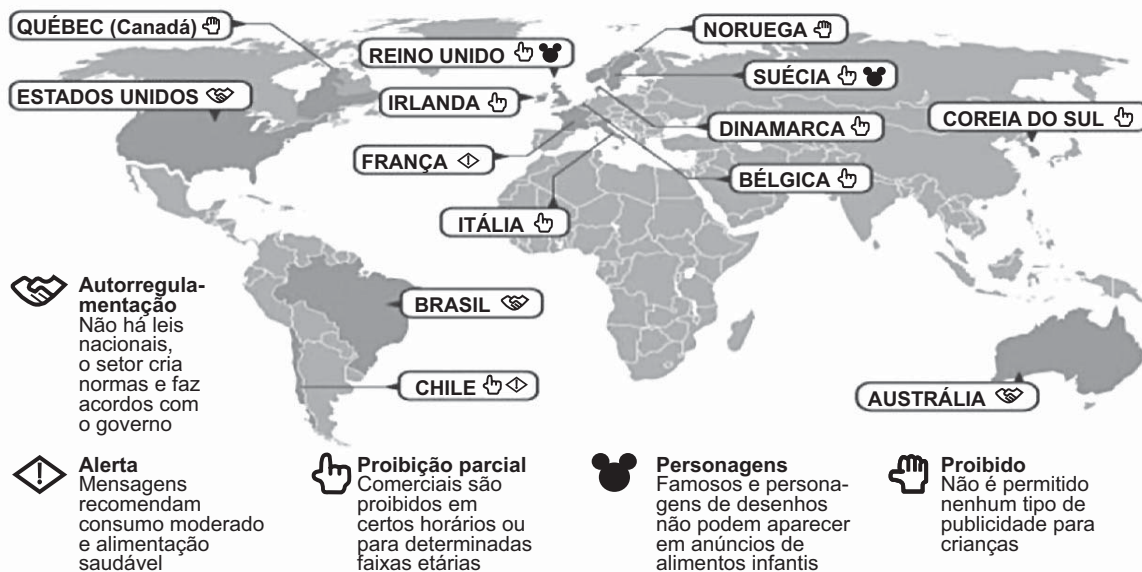 QUÉBEC (Canadá)
NORUEGA
REINO UNIDO
SUÉCIA
ESTADOS UNIDOS
IRLANDA
COREIA DO SUL
DINAMARCA
FRANÇA
BÉLGICA
ITÁLIA
BRASIL
CHILE
AUSTRÁLIA
Autorregula-
mentação
Não há leis
nacionais,
o setor cria
normas e faz
acordos com
o governo
Alerta
Mensagens
recomendam
consumo moderado
e alimentação
saudável
Proibição parcial
Comerciais são
proibidos em
certos horários ou
para determinadas
faixas etárias
Personagens
Famosos e persona-
gens de desenhos
não podem aparecer
em anúncios de
alimentos infantis
Proibido
Não é permitido
nenhum tipo de
publicidade para
crianças